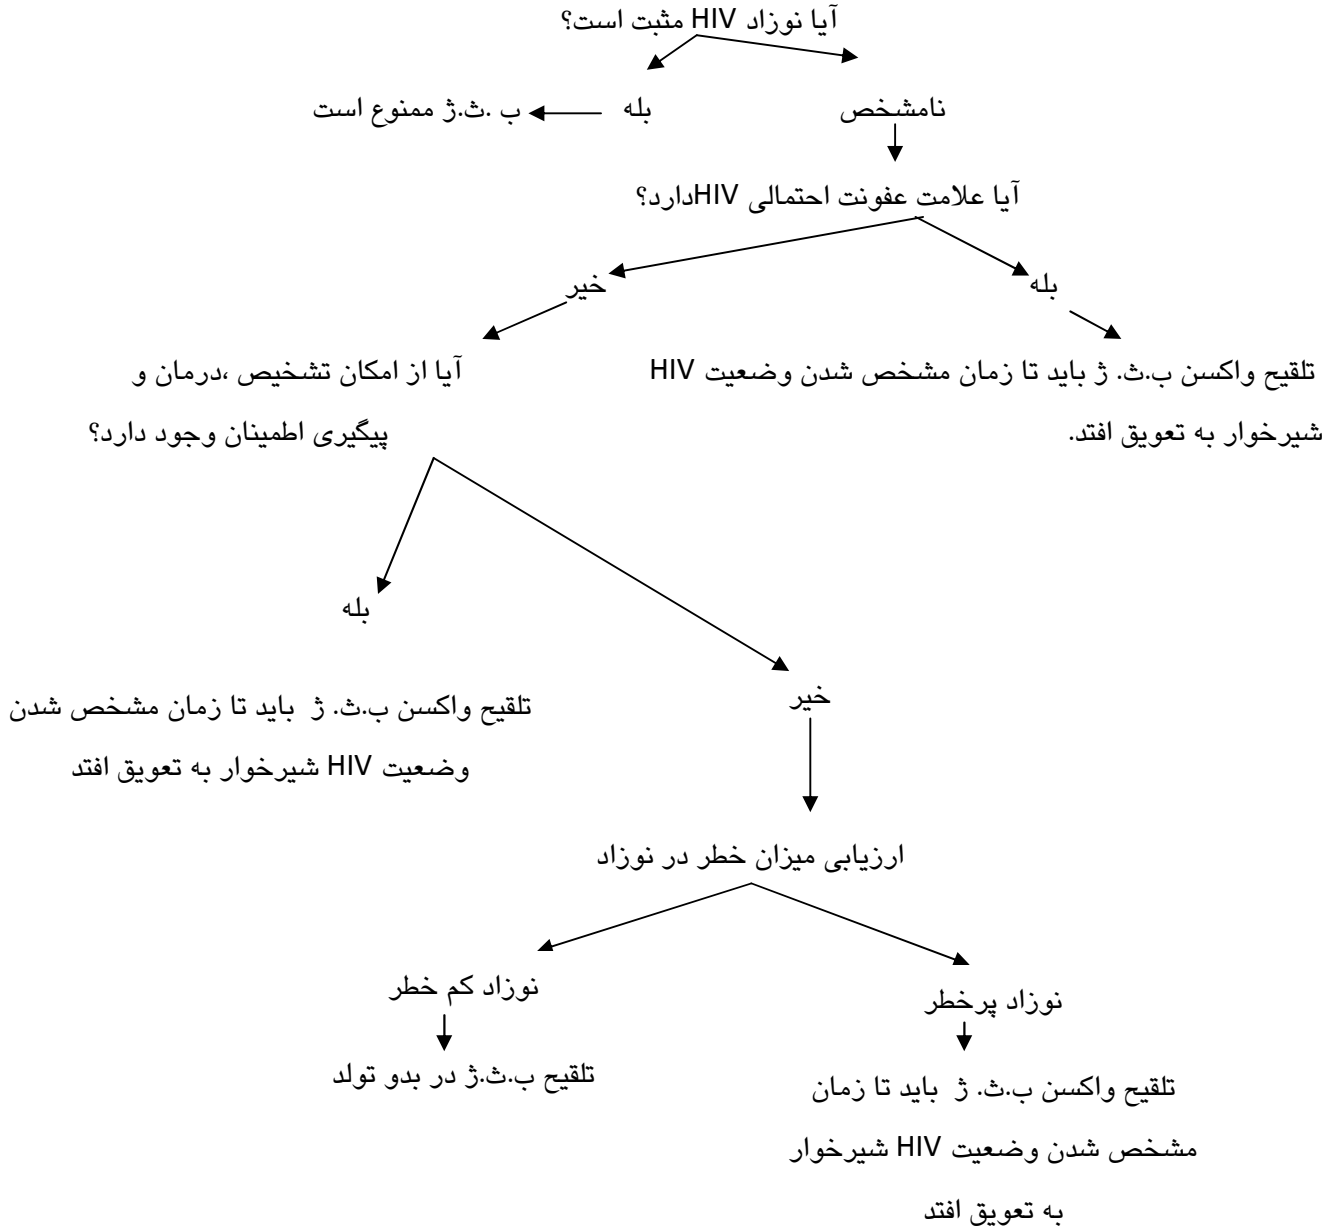 آیا نوزاد HIV مثبت است؟
نامشخص
بله
ب .ث.ژ ممنوع است
آیا علامت عفونت احتمالی HIVدارد؟
بله
خیر
تلقیح واکسن ب.ث. ژ باید تا زمان مشخص شدن وضعیت HIV
شیرخوار به تعویق افتد.
آیا از امکان تشخیص ،درمان و
پیگیری اطمینان وجود دارد؟
بله
خیر
تلقیح واکسن ب.ث. ژ باید تا زمان مشخص شدن
وضعیت HIV شیرخوار به تعویق افتد
ارزیابی میزان خطر در نوزاد
نوزاد پرخطر
نوزاد کم خطر
تلقیح واکسن ب.ث. ژ باید تا زمان
مشخص شدن وضعیت HIV شیرخوار
به تعویق افتد
تلقیح ب.ث.ژ در بدو تولد